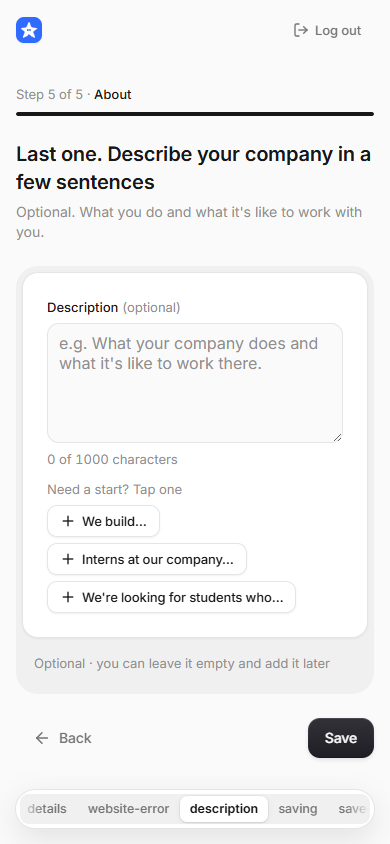 Log out
Step 5 of 5 · About
Last one. Describe your company in a
few sentences
Optional. What you do and what it's like to work with
you.
Description (optional)
e.g. What your company does and
what it's like to work there.
0 of 1000 characters
Need a start? Tap one
+ We build...
+ Interns at our company...
+ We're looking for students who...
Optional · you can leave it empty and add it later
Back
Save
details website-error description saving save